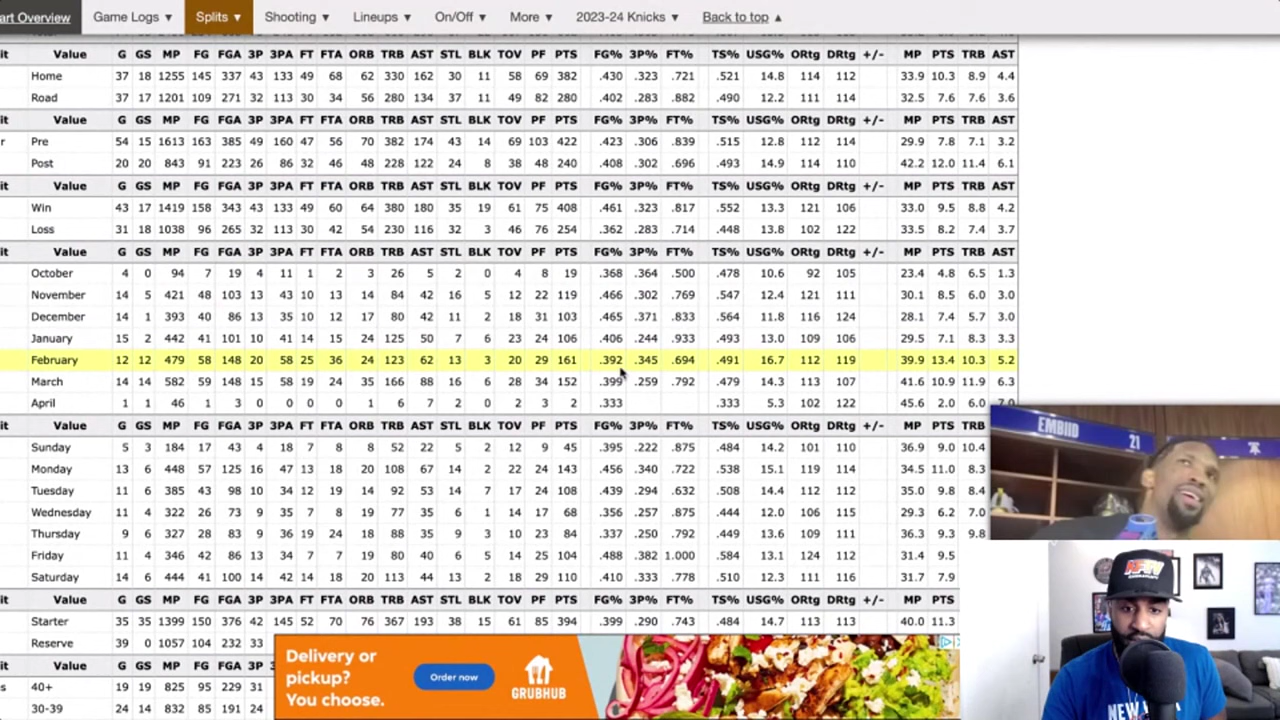 art Overview Game Logs ▼ Splits ▼ Shooting ▼ Lineups ▼ On/Off ▼ More ▼ 2023-24 Knicks ▼ Back to top ▲
it Value G GS MP FG FGA 3P 3PA FT FTA ORB TRB AST STL BLK TOV PF PTS FG% 3P% FT% TS% USG% ORtg DRtg +/- MP PTS TRB AST
Home 37 18 1255 145 337 43 133 49 68 62 330 162 30 11 58 69 382 .430 .323 .721 .521 14.8 114 112 33.9 10.3 8.9 4.4
Road 37 17 1201 109 271 32 113 30 34 56 280 134 37 11 49 82 280 .402 .283 .882 .490 12.2 111 114 32.5 7.6 7.6 3.6
Value G GS MP FG FGA 3P 3PA FT FTA ORB TRB AST STL BLK TOV PF PTS FG% 3P% FT% TS% USG% ORtg DRtg +/- MP PTS TRB AST
r Pre 54 15 1613 163 385 49 160 47 56 70 382 174 43 14 69 103 422 .423 .306 .839 .515 12.8 112 114 29.9 7.8 7.1 3.2
Post 20 20 843 91 223 26 86 32 46 48 228 122 24 8 38 48 240 .408 .302 .696 .493 14.9 114 110 42.2 12.0 11.4 6.1
it Value G GS MP FG FGA 3P 3PA FT FTA ORB TRB AST STL BLK TOV PF PTS FG% 3P% FT% TS% USG% ORtg DRtg +/- MP PTS TRB AST
Win 43 17 1419 158 343 43 133 49 60 64 380 180 35 19 61 75 408 .461 .323 .817 .552 13.3 121 106 33.0 9.5 8.8 4.2
Loss 31 18 1038 96 265 32 113 30 42 54 230 116 32 3 46 76 254 .362 .283 .714 .448 13.8 102 122 33.5 8.2 7.4 3.7
it Value G GS MP FG FGA 3P 3PA FT FTA ORB TRB AST STL BLK TOV PF PTS FG% 3P% FT% TS% USG% ORtg DRtg +/- MP PTS TRB AST
October 4 0 94 7 19 4 11 1 2 3 26 5 2 0 4 8 19 .368 .364 .500 .478 10.6 92 105 23.4 4.8 6.5 1.3
November 14 5 421 48 103 13 43 10 13 14 84 42 16 5 12 22 119 .466 .302 .769 .547 12.4 121 111 30.1 8.5 6.0 3.0
December 14 1 393 40 86 13 35 10 12 17 80 42 11 2 18 31 103 .465 .371 .833 .564 11.8 116 124 28.1 7.4 5.7 3.0
January 15 2 442 41 101 10 41 14 15 24 125 50 7 6 23 24 106 .406 .244 .933 .493 13.0 109 106 29.5 7.1 8.3 3.3
February 12 12 479 58 148 20 58 25 36 24 123 62 13 3 20 29 161 .392 .345 .694 .491 16.7 112 119 39.9 13.4 10.3 5.2
March 14 14 582 59 148 15 58 19 24 35 166 88 16 6 28 34 152 .399 .259 .792 .479 14.3 113 107 41.6 10.9 11.9 6.3
April 1 1 46 1 3 0 0 0 0 1 6 7 2 0 2 3 2 .333 .333 5.3 102 122 45.6 2.0 6.0 7.0
it Value G GS MP FG FGA 3P 3PA FT FTA ORB TRB AST STL BLK TOV PF PTS FG% 3P% FT% TS% USG% ORtg DRtg +/- MP PTS TRB
Sunday 5 3 184 17 43 4 18 7 8 8 52 22 5 2 12 9 45 .395 .222 .875 .484 14.2 101 110 36.9 9.0 10.4
Monday 13 6 448 57 125 16 47 13 18 20 108 67 14 2 22 24 143 .456 .340 .722 .538 15.1 119 114 34.5 11.0 8.3
Tuesday 11 6 385 43 98 10 34 12 19 14 92 53 14 7 17 24 108 .439 .294 .632 .508 14.4 112 112 35.0 9.8 8.4
Wednesday 11 4 322 26 73 9 35 7 8 19 77 35 6 1 14 17 68 .356 .257 .875 .444 12.0 106 115 29.3 6.2 7.0
Thursday 9 6 327 28 83 9 36 19 24 18 88 35 9 3 10 23 84 .337 .250 .792 .449 13.6 109 111 36.3 9.3 9.8
Friday 11 4 346 42 86 13 34 7 7 19 80 40 6 5 14 25 104 .488 .382 1.000 .584 13.1 124 112 31.4 9.5
Saturday 14 6 444 41 100 14 42 14 18 20 113 44 13 2 18 29 110 .410 .333 .778 .510 12.3 111 116 31.7 7.9
it Value G GS MP FG FGA 3P 3PA FT FTA ORB TRB AST STL BLK TOV PF PTS FG% 3P% FT% TS% USG% ORtg DRtg +/- MP PTS
Starter 35 35 1399 150 376 42 145 52 70 76 367 193 38 15 61 85 394 .399 .290 .743 .484 14.7 113 113 40.0 11.3
Reserve 39 0 1057 104 232 33
it Value G GS MP FG FGA 3P
s 40+ 19 19 825 95 229 31
30-39 24 14 832 85 191 24
EMBIID
21
Delivery or
pickup?
You choose.
Order now
GRUBHUB
NEW